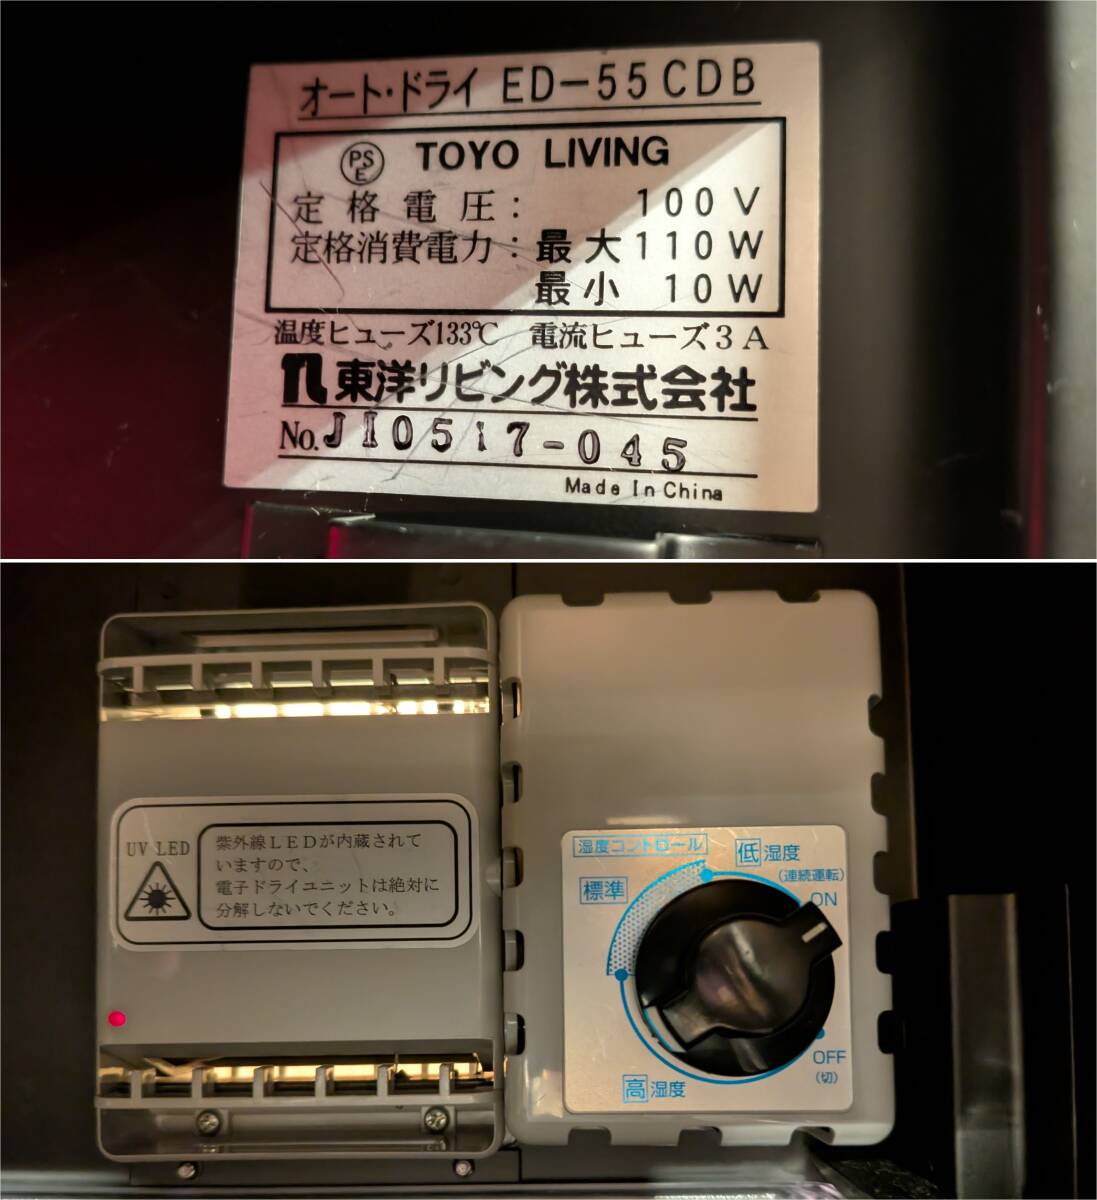 オート・ドライ ED-55CDB
PSE TOYO LIVING
定格電圧: 100V
定格消費電力:最大110W
最小 10W
温度ヒューズ133℃ 電流ヒューズ3A
東洋リビング株式会社
No. JI0517-045
Made In China
UV LED
紫外線LEDが内蔵されて
いますので、
電子ドライユニットは絶対に
分解しないでください。
湿度コントロール
低湿度
(連続運転)
標準
ON
OFF
(切)
高湿度